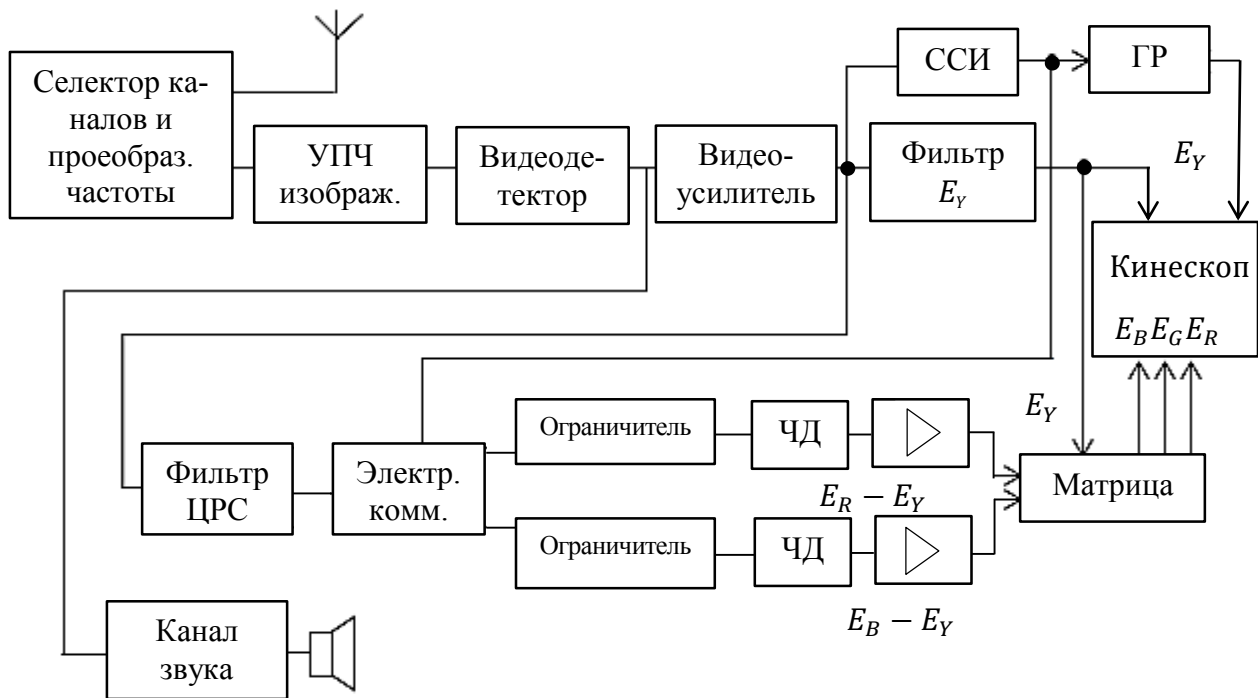 Селектор ка-
налов и
проеобраз.
частоты
УПЧ
изображ.
Видеоде-
тектор
Видео-
усилитель
ССИ
ГР
Фильтр
E_Y
E_Y
Кинескоп
E_B E_G E_R
Фильтр
ЦРС
Электр.
комм.
Ограничитель
ЧД
E_R − E_Y
Ограничитель
ЧД
E_B − E_Y
E_Y
Матрица
Канал
звука